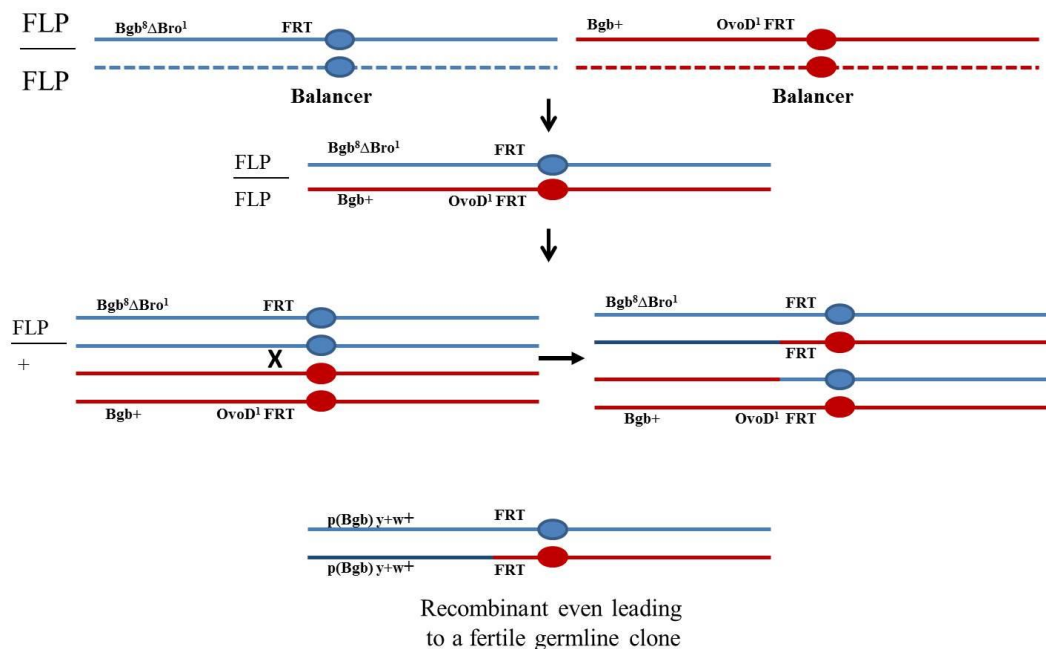 FLP
FLP
Bgb⁸ΔBro¹ FRT
Balancer
Bgb+ OvoD¹ FRT
Balancer
FLP
FLP
Bgb⁸ΔBro¹ FRT
Bgb+ OvoD¹ FRT
FLP
+
Bgb⁸ΔBro¹ FRT
X
Bgb+ OvoD¹ FRT
Bgb⁸ΔBro¹ FRT
FRT
Bgb+ OvoD¹ FRT
p(Bgb) y+w+ FRT
p(Bgb) y+w+ FRT
Recombinant even leading
to a fertile germline clone